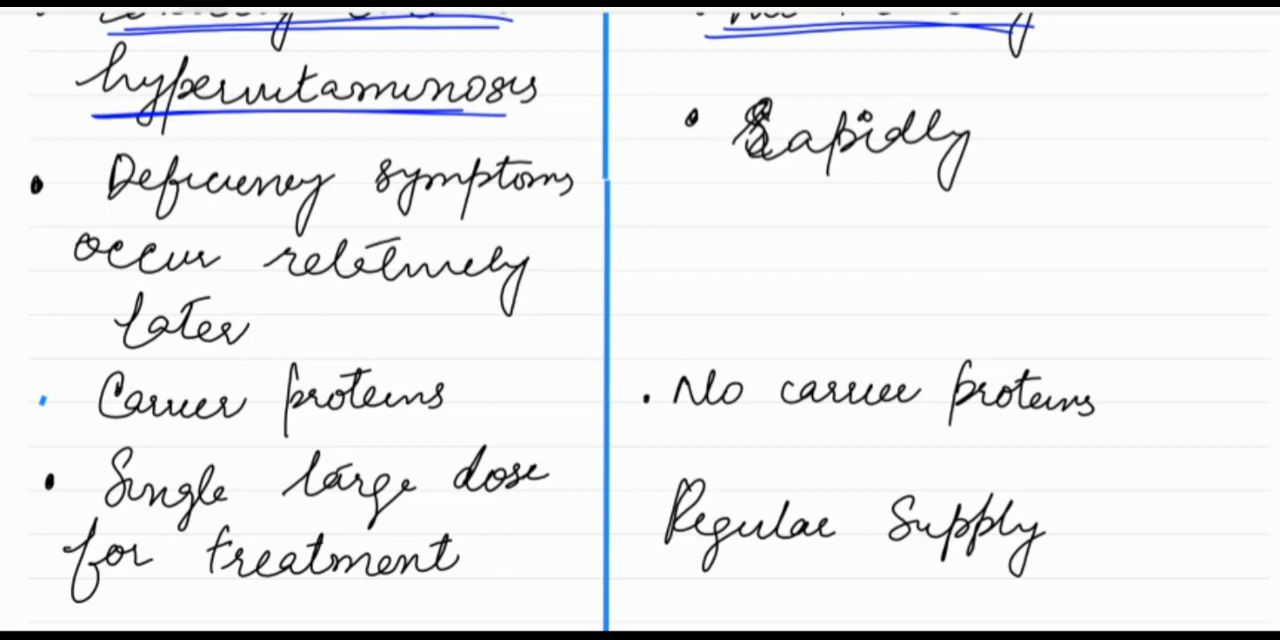 hypervitaminosis
• Rapidly
• Deficiency symptoms
occur relatively
later
• Carrier proteins
• No carrier proteins
• Single large dose
for treatment
Regular Supply